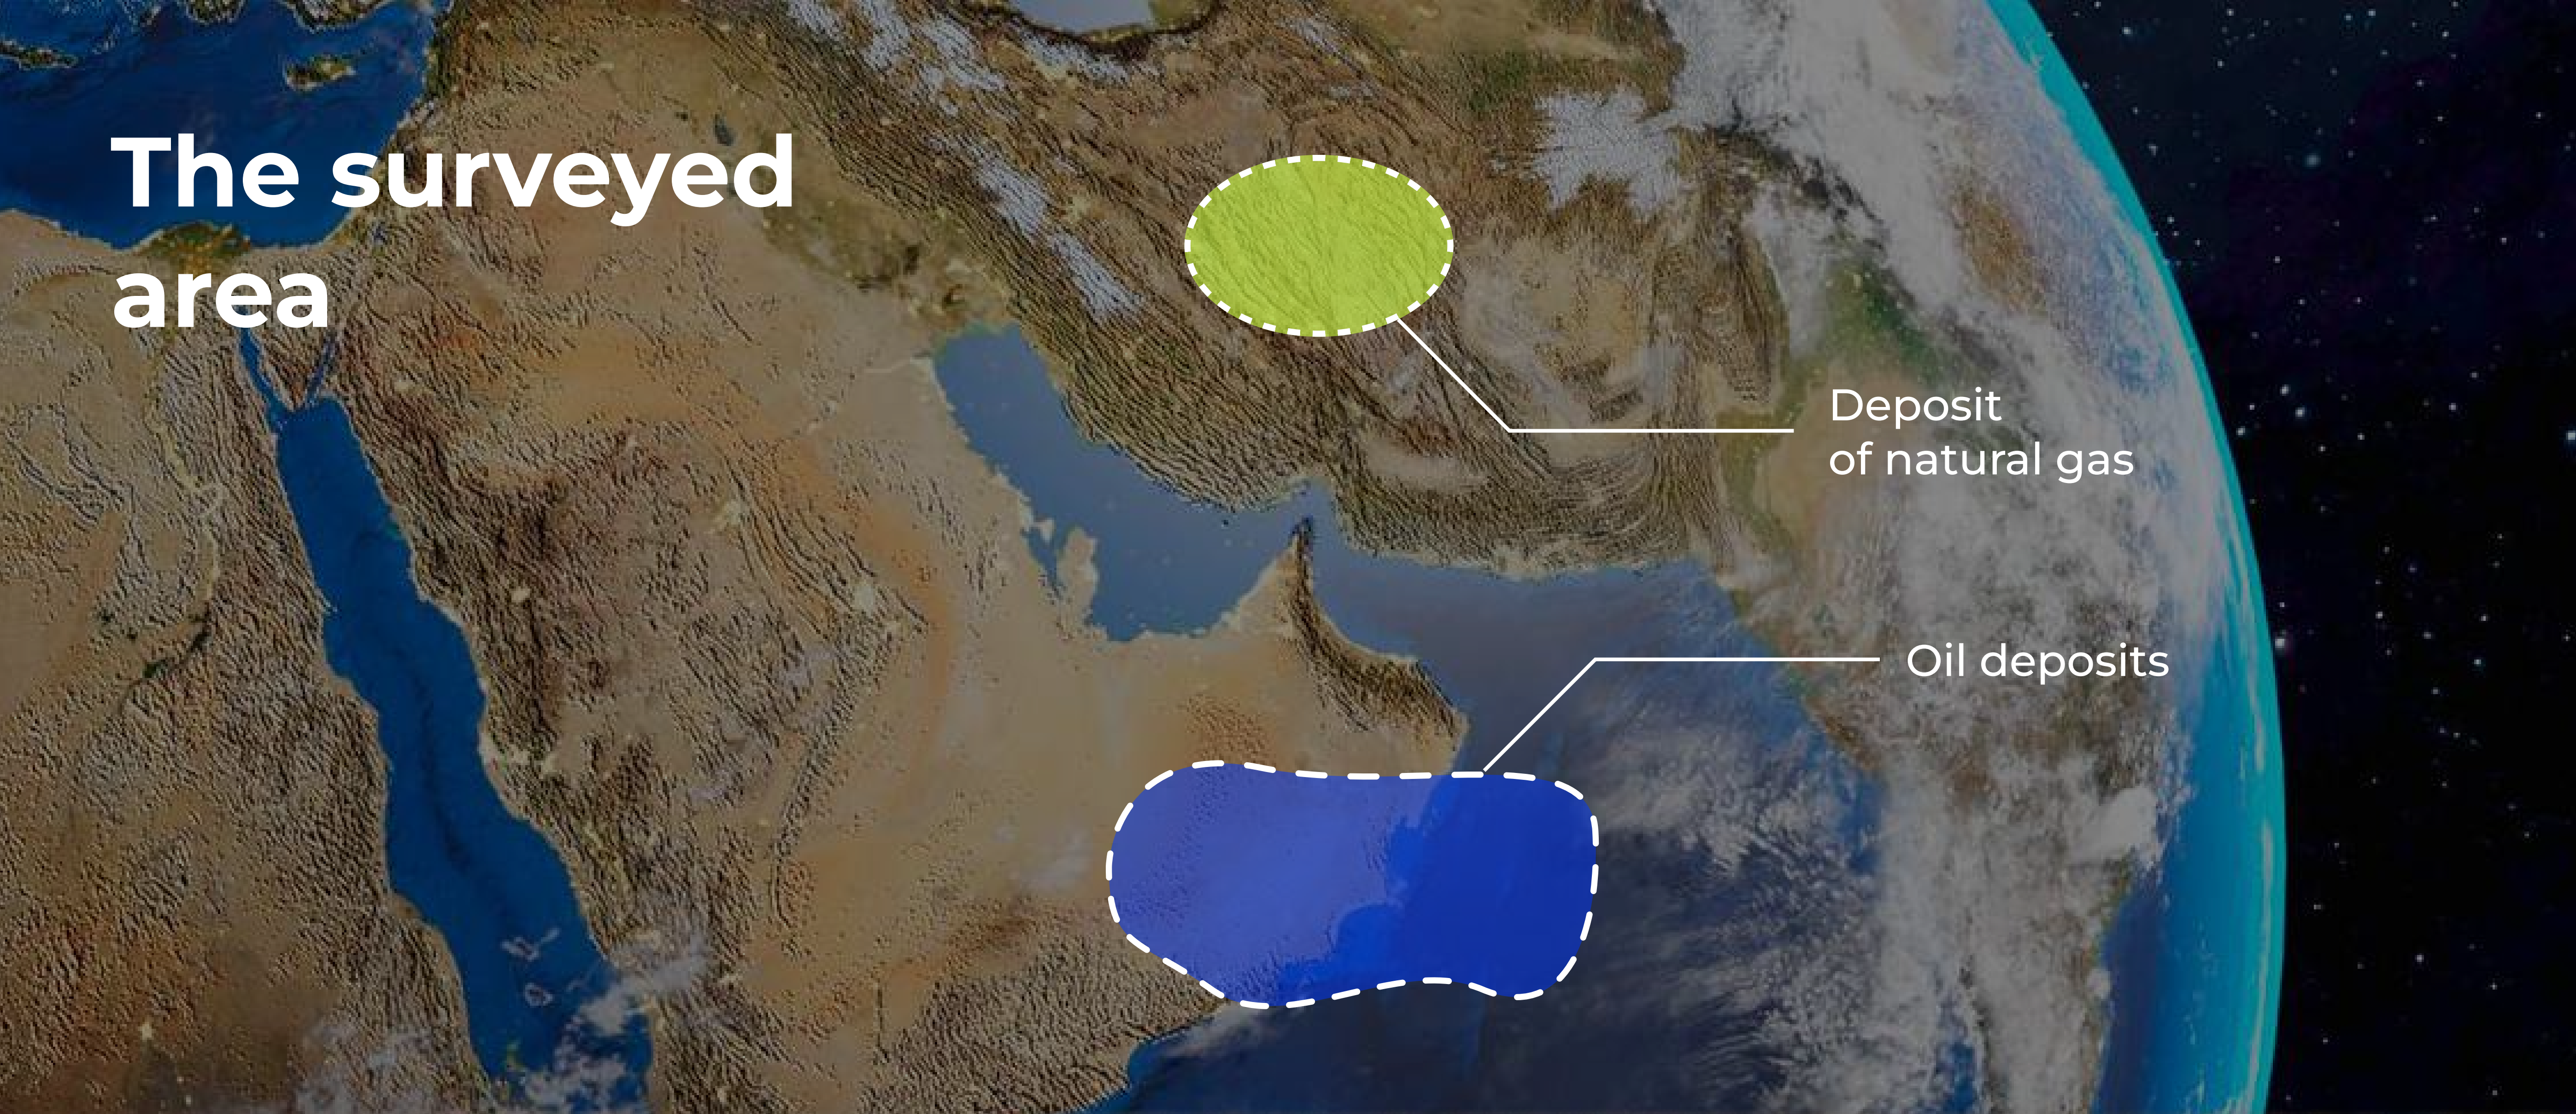 The surveyed
area
Deposit
of natural gas
Oil deposits